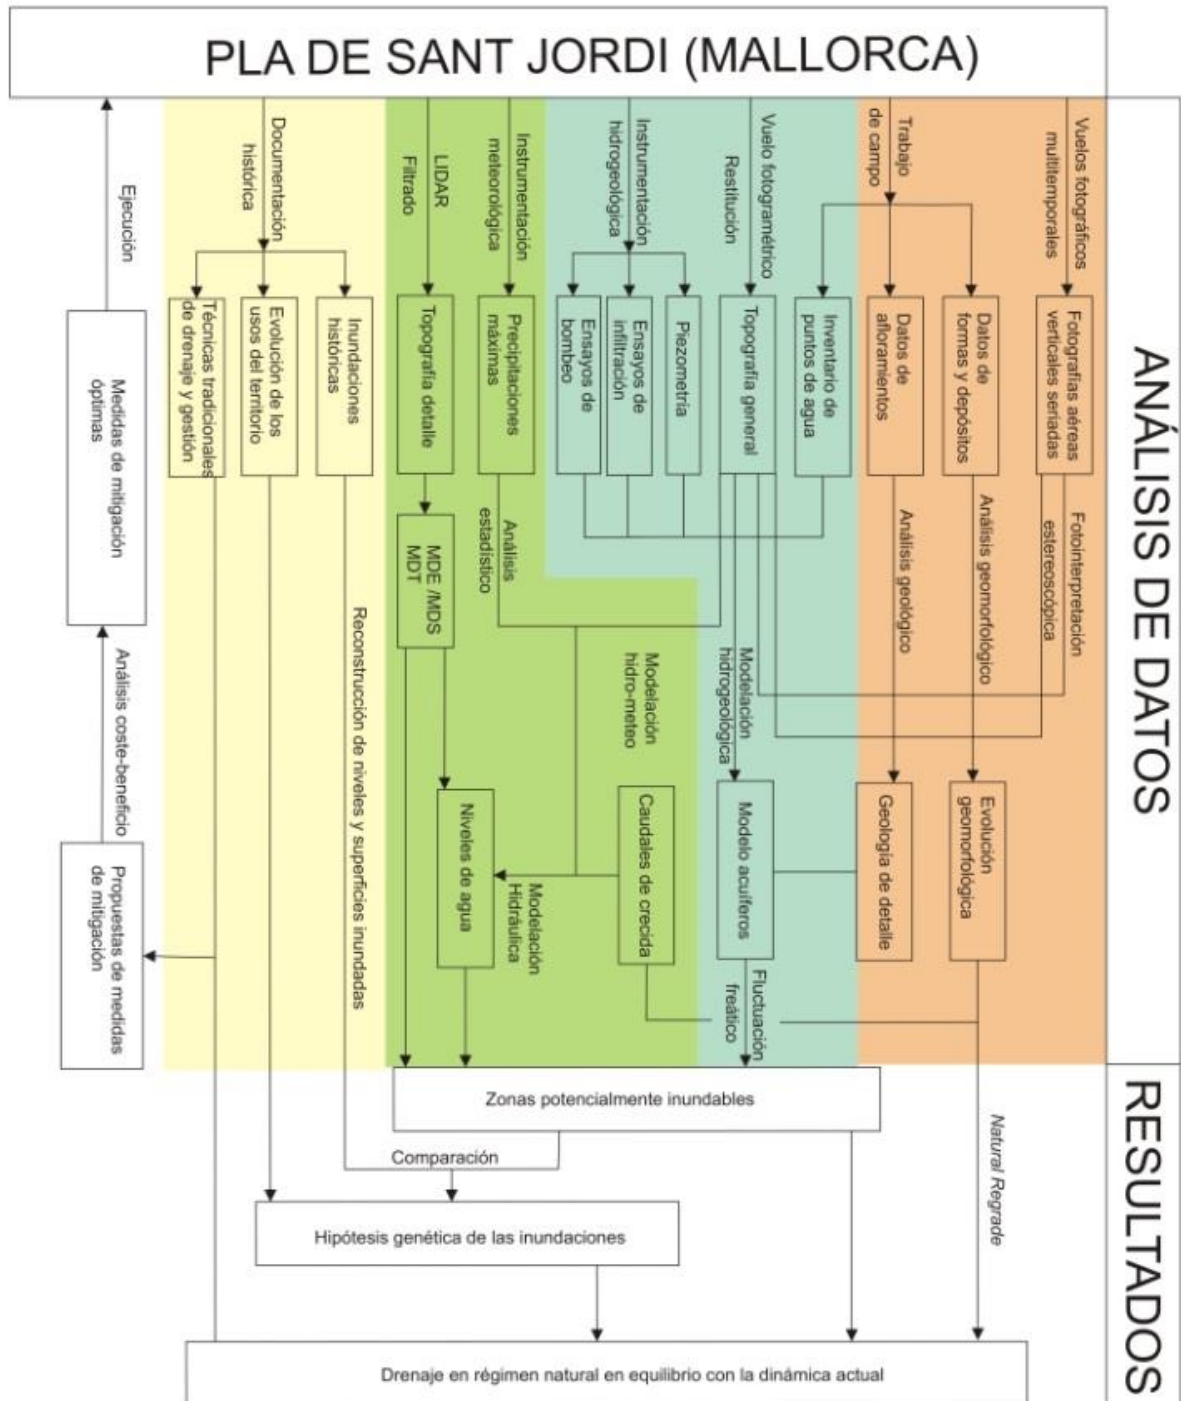 PLA DE SANT JORDI (MALLORCA)
ANÁLISIS DE DATOS
RESULTADOS
Vuelos fotográficos
multitemporales
Trabajo
de campo
Vuelo fotogramétrico
Restitución
Instrumentación
hidrogeológica
Instrumentación
meteorológica
LIDAR
Filtrado
Documentación
histórica
Ejecución
Fotografías aéreas
verticales seriadas
Datos de
formas y depósitos
Datos de
afloramientos
Inventario de
puntos de agua
Topografía general
Piezometría
Ensayos de
infiltración
Ensayos de
bombeo
Precipitaciones
máximas
Topografía detalle
Inundaciones
históricas
Evolución de los
usos del territorio
Técnicas tradicionales
de drenaje y gestión
Medidas de mitigación
óptimas
Fotointerpretación
estereoscópica
Análisis geomorfológico
Análisis geológico
Análisis
estadístico
MDE /MDS
MDT
Modelación
hidrogeológica
Modelación
hidro-meteo
Reconstrucción de niveles y superficies inundadas
Análisis coste-beneficio
Evolución
geomorfológica
Geología de detalle
Modelo acuíferos
Caudales de crecida
Niveles de agua
Modelación
Hidráulica
Propuestas de medidas
de mitigación
Fluctuación
freático
Zonas potencialmente inundables
Natural Regrade
Comparación
Hipótesis genética de las inundaciones
Drenaje en régimen natural en equilibrio con la dinámica actual